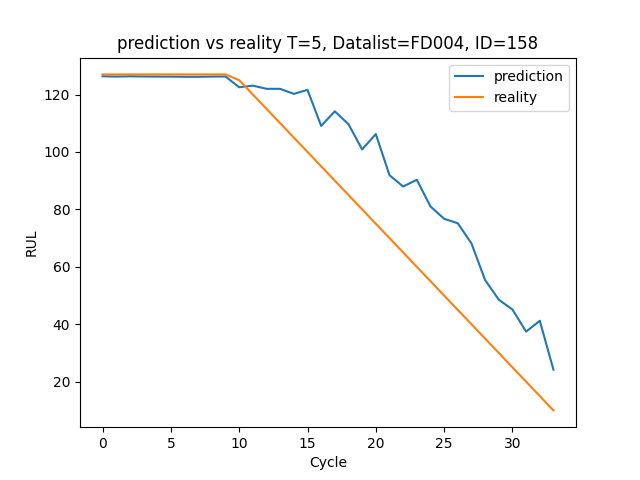 prediction vs reality T=5, Datalist=FD004, ID=158
prediction
reality
RUL
120
100
80
60
40
20
0 5 10 15 20 25 30
Cycle